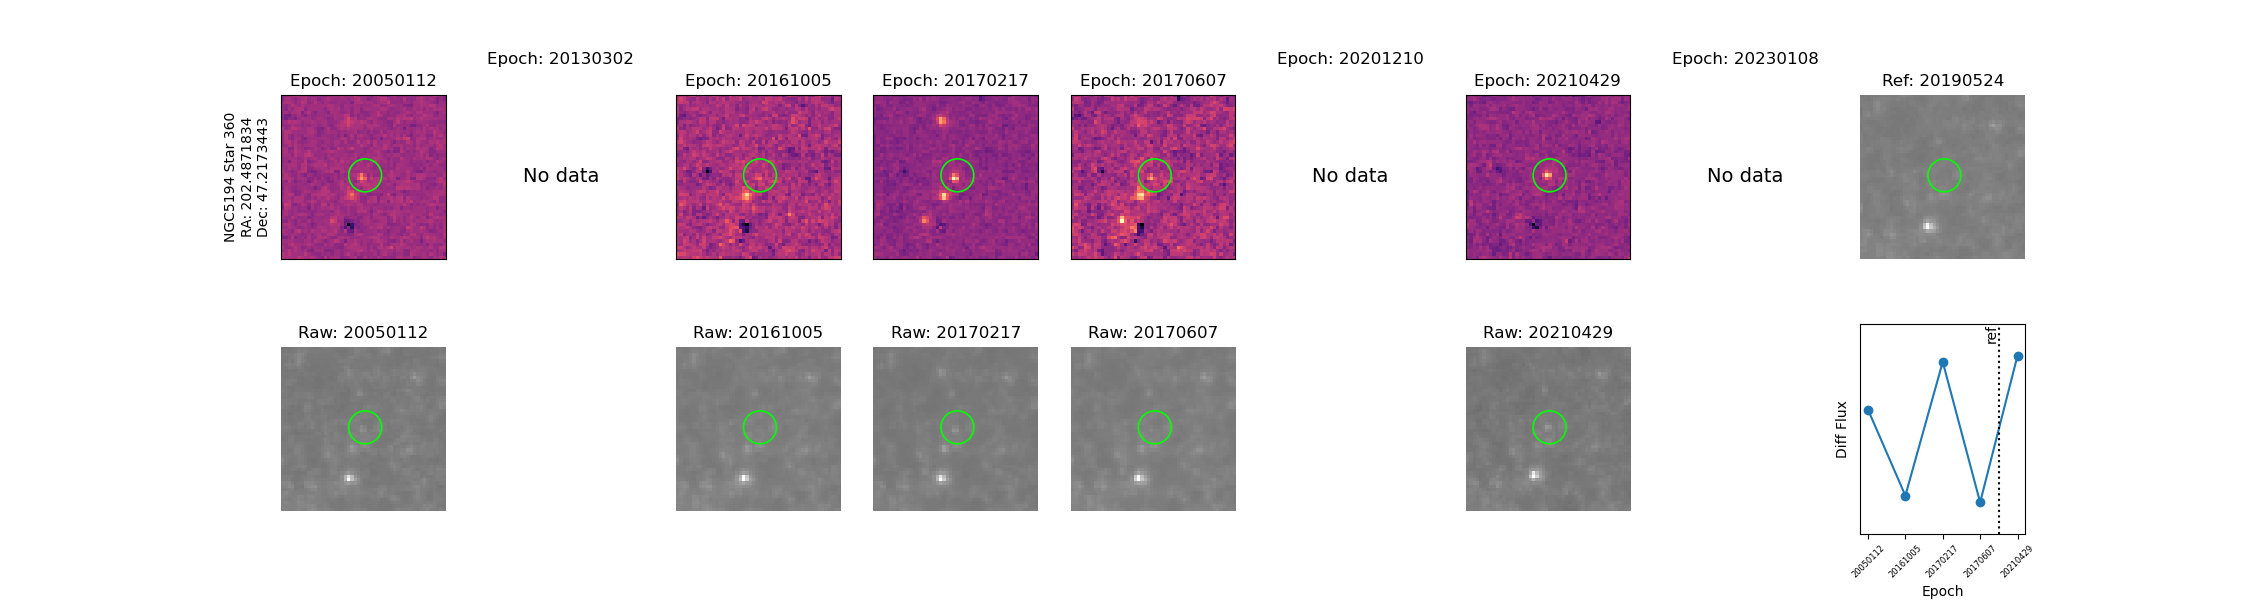 Epoch: 20130302
Epoch: 20201210
Epoch: 20230108
Epoch: 20050112
Epoch: 20161005
Epoch: 20170217
Epoch: 20170607
Epoch: 20210429
Ref: 20190524
NGC5194 Star 360
RA: 202.4871834
Dec: 47.21734443
No data
No data
No data
Raw: 20050112
Raw: 20161005
Raw: 20170217
Raw: 20170607
Raw: 20210429
ref
Diff Flux
20050112
20161005
20170217
20170607
20210429
Epoch